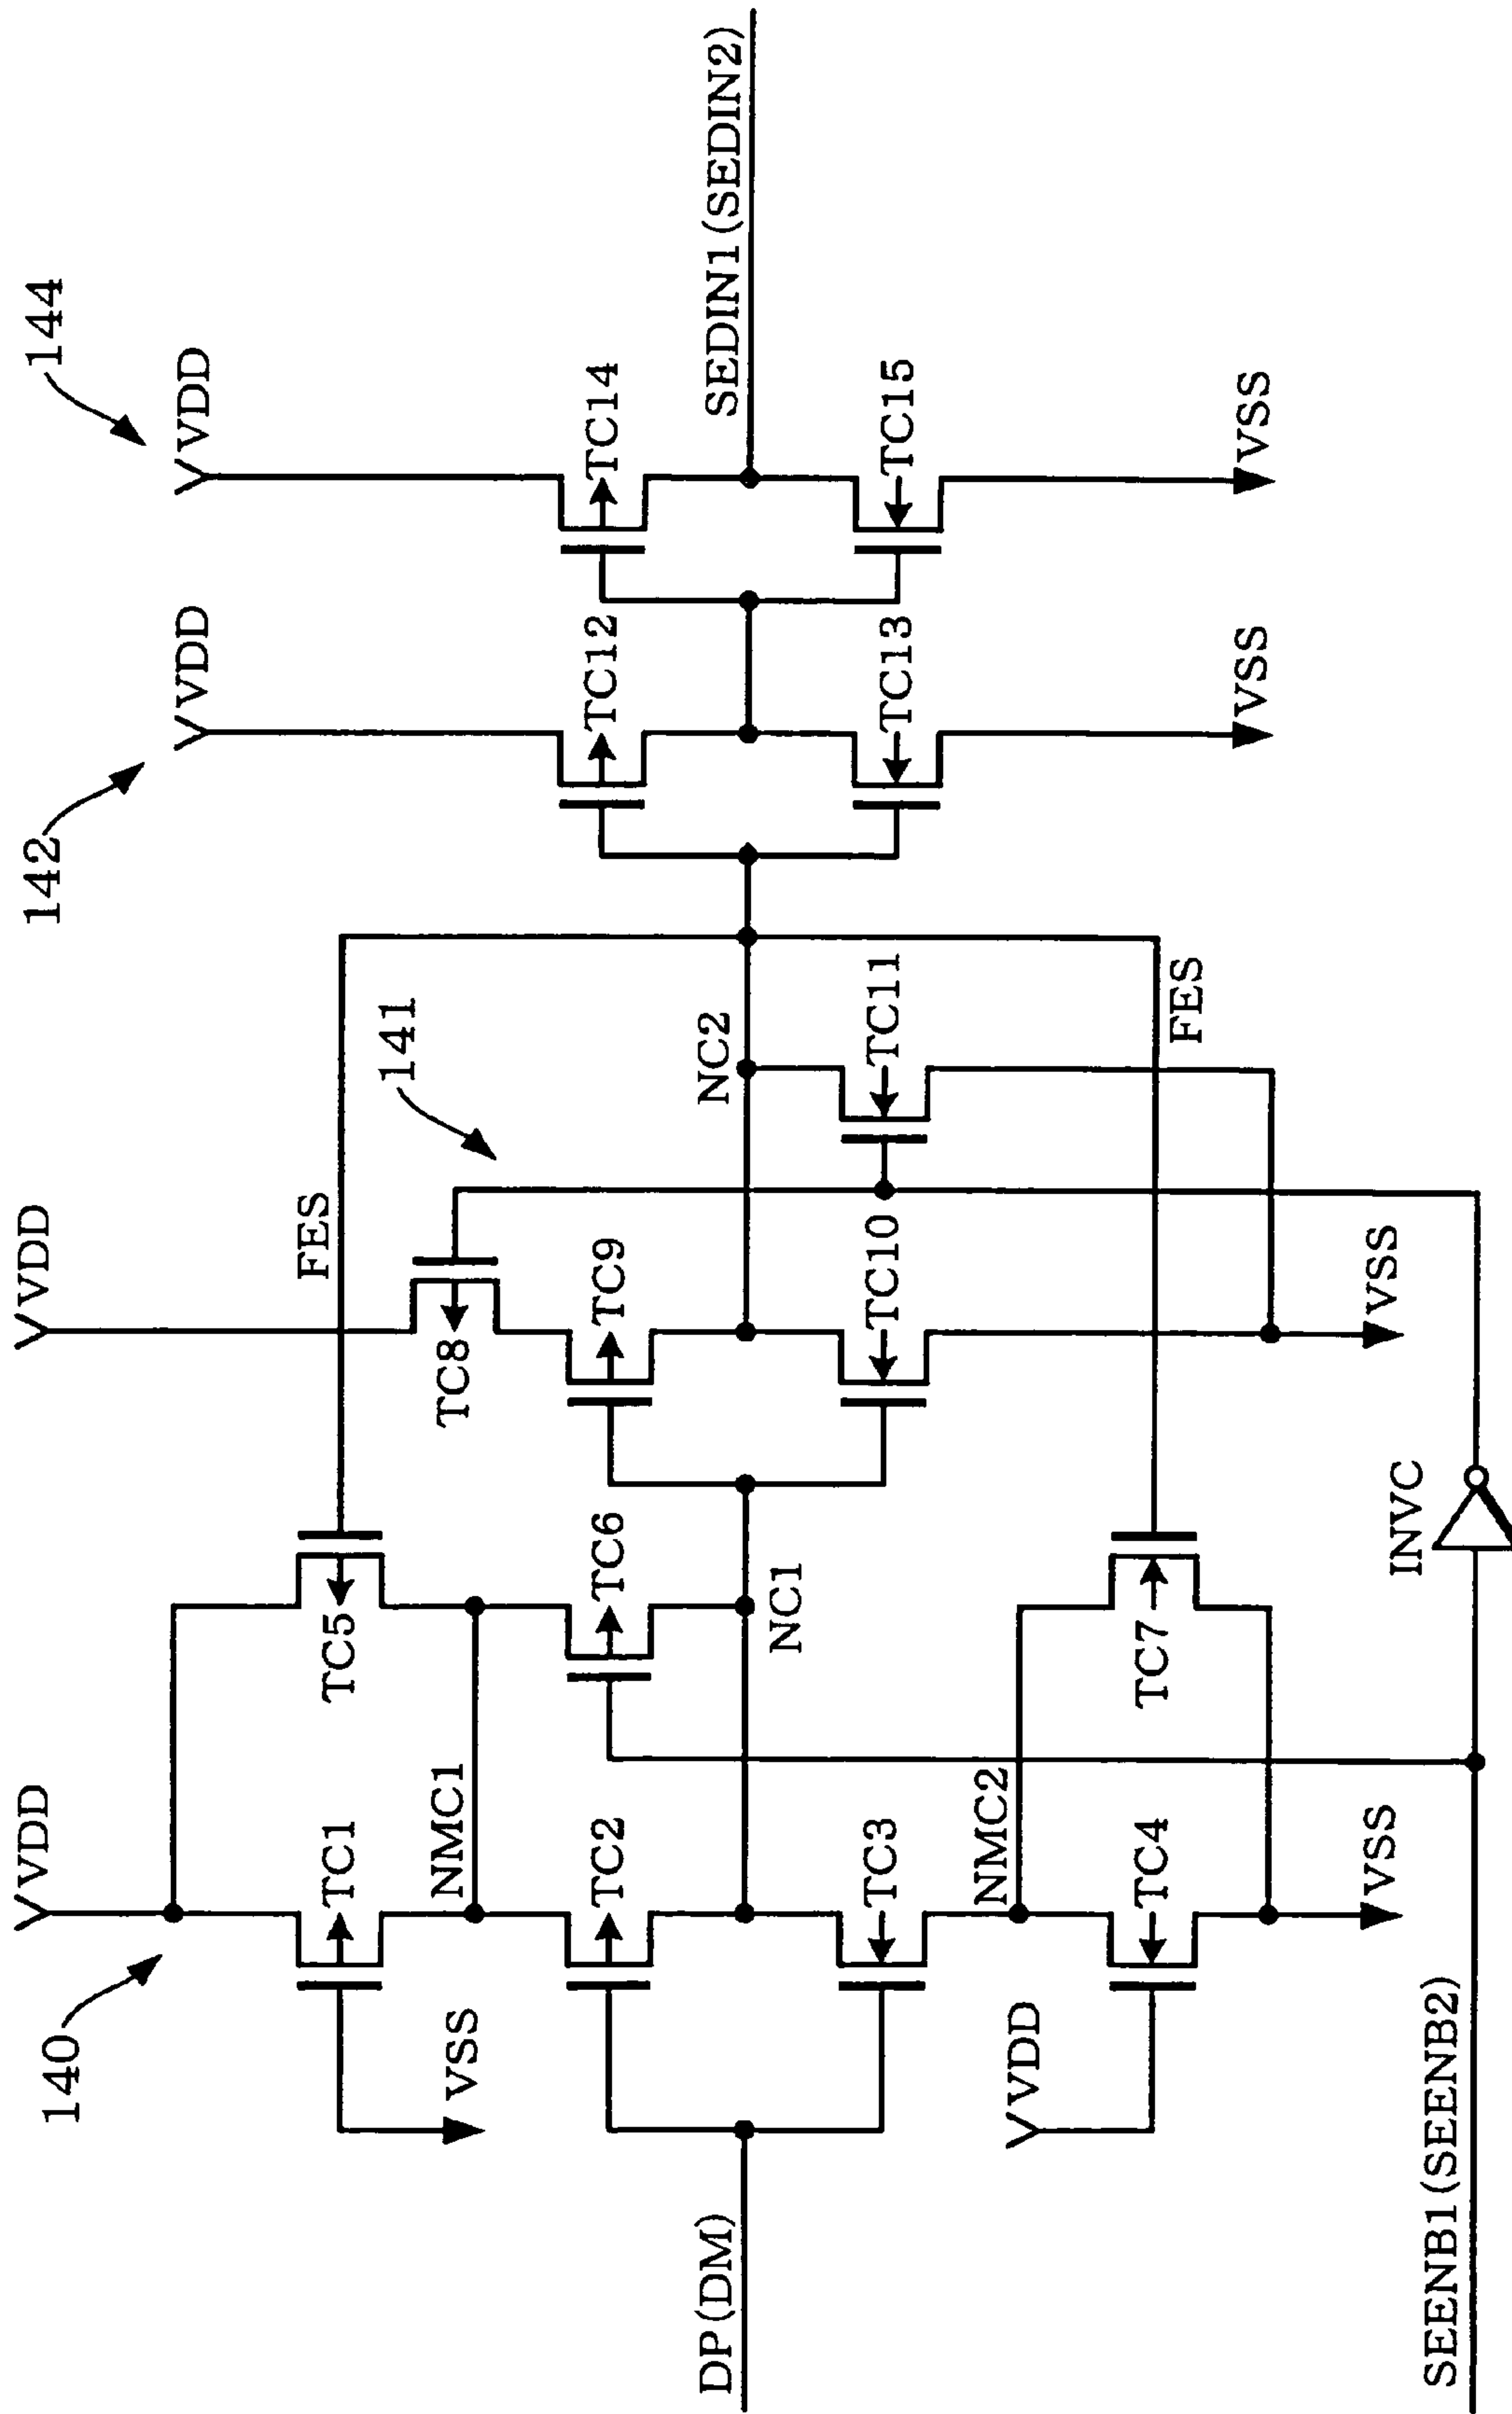 140
VDD
TC1
VSS
NMC1
TC2
DP(DM)
TC3
NMC2
VDD
TC4
VSS
SEENB1(SEENB2)
FES
TC5
TC6
NC1
TC7
INVC
VDD
141
TC8
TC9
NC2
TC10
TC11
VSS
FES
142
VDD
TC12
TC13
VSS
144
VDD
TC14
SEDIN1(SEDIN2)
TC15
VSS